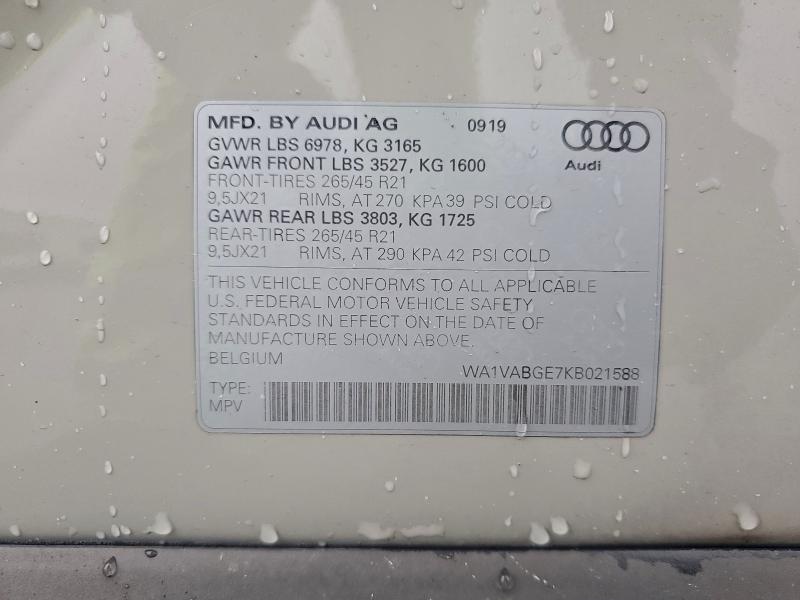 MFD. BY AUDI AG 0919
GVWR LBS 6978, KG 3165
GAWR FRONT LBS 3527, KG 1600
Audi
FRONT-TIRES 265/45 R21
9,5JX21 RIMS, AT 270 KPA 39 PSI COLD
GAWR REAR LBS 3803, KG 1725
REAR-TIRES 265/45 R21
9,5JX21 RIMS, AT 290 KPA 42 PSI COLD
THIS VEHICLE CONFORMS TO ALL APPLICABLE
U.S. FEDERAL MOTOR VEHICLE SAFETY
STANDARDS IN EFFECT ON THE DATE OF
MANUFACTURE SHOWN ABOVE.
BELGIUM
WA1VABGE7KB021588
TYPE:
MPV